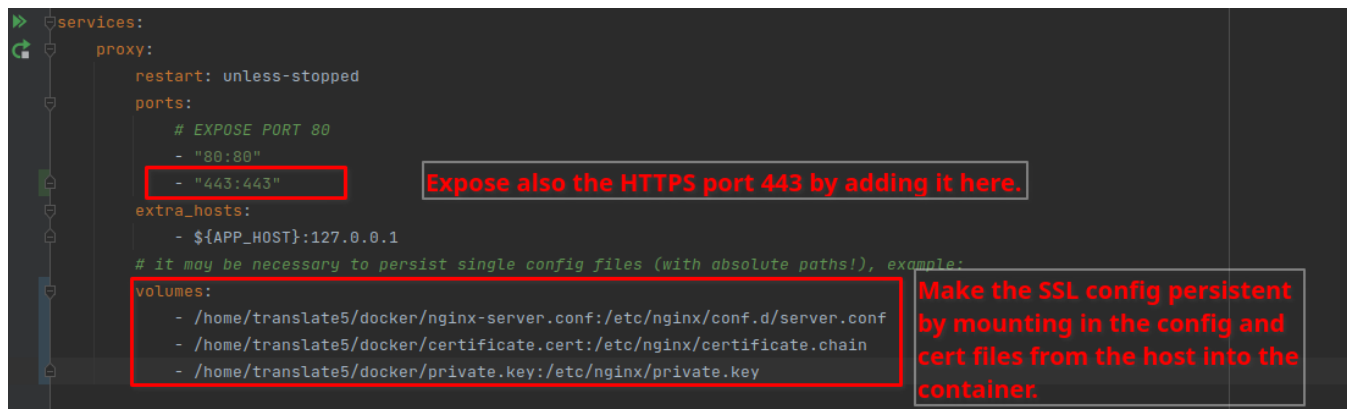 services:
proxy:
restart: unless-stopped
ports:
# EXPOSE PORT 80
- "80:80"
- "443:443"
Expose also the HTTPS port 443 by adding it here.
extra_hosts:
- ${APP_HOST}:127.0.0.1
# it may be necessary to persist single config files (with absolute paths!), example:
volumes:
- /home/translate5/docker/nginx-server.conf:/etc/nginx/conf.d/server.conf
- /home/translate5/docker/certificate.cert:/etc/nginx/certificate.chain
- /home/translate5/docker/private.key:/etc/nginx/private.key
Make the SSL config persistent
by mounting in the config and
cert files from the host into the
container.